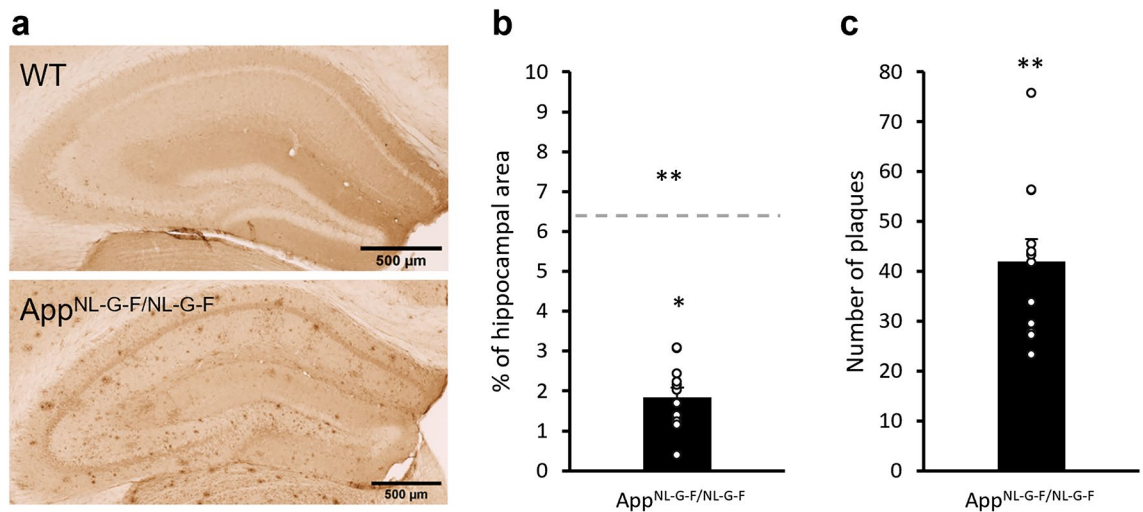 a
WT
500 µm
App^NL-G-F/NL-G-F
500 µm
b
% of hippocampal area
10
9
8
7
6
5
4
3
2
1
0
**
*
App^NL-G-F/NL-G-F
c
Number of plaques
80
70
60
50
40
30
20
10
0
**
App^NL-G-F/NL-G-F